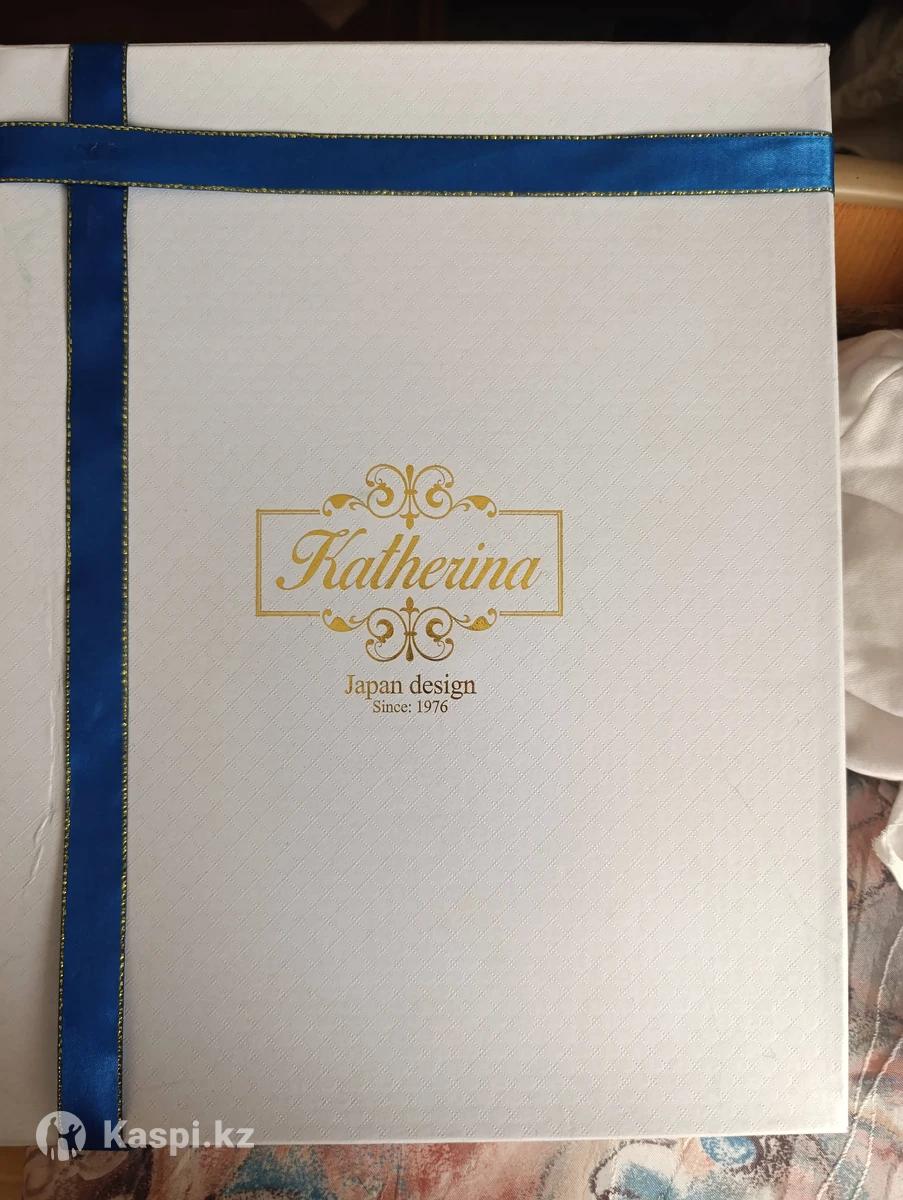 Katherina
Japan design
Since: 1976
Kaspi.kz